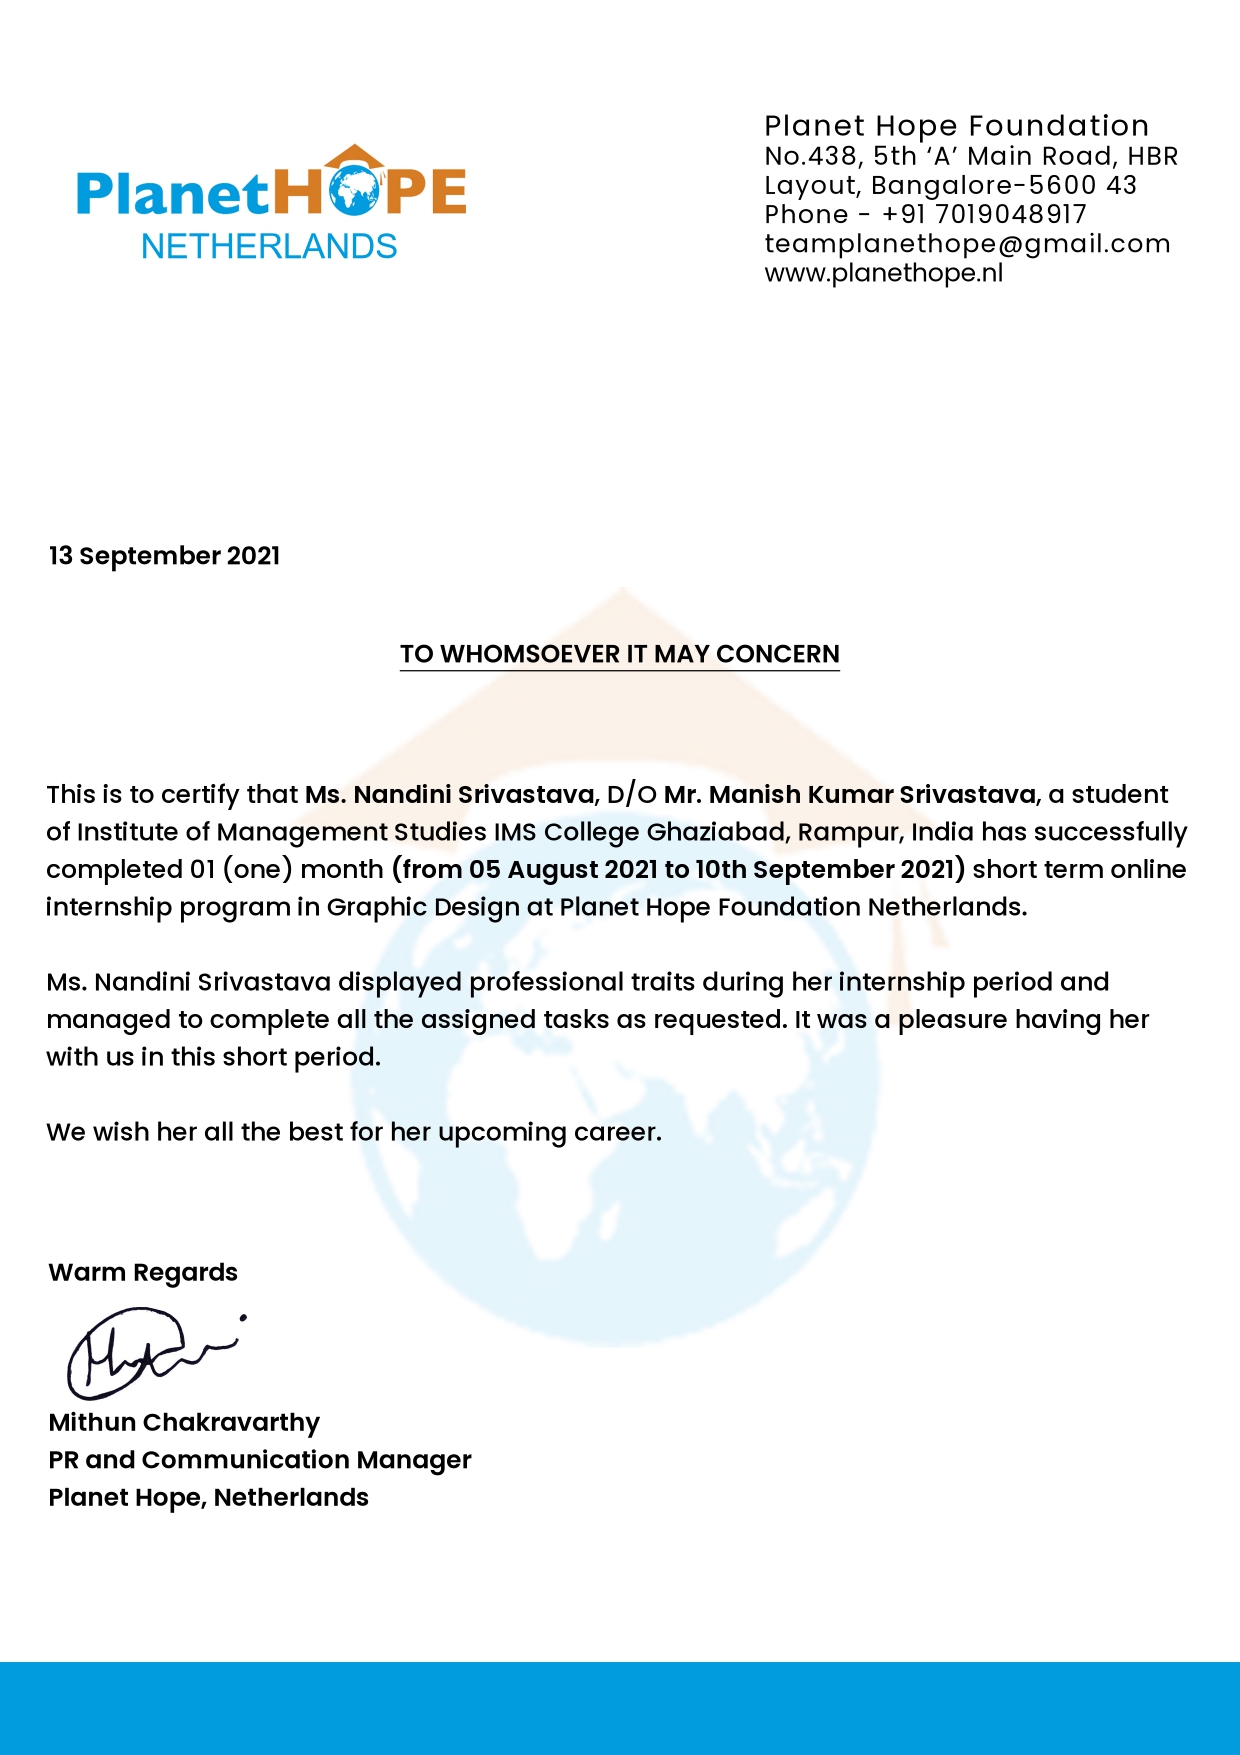 PlanetHOPE
NETHERLANDS
Planet Hope Foundation
No.438, 5th ‘A’ Main Road, HBR
Layout, Bangalore-5600 43
Phone - +91 7019048917
teamplanethope@gmail.com
www.planethope.nl
13 September 2021
TO WHOMSOEVER IT MAY CONCERN
This is to certify that Ms. Nandini Srivastava, D/O Mr. Manish Kumar Srivastava, a student
of Institute of Management Studies IMS College Ghaziabad, Rampur, India has successfully
completed 01 (one) month (from 05 August 2021 to 10th September 2021) short term online
internship program in Graphic Design at Planet Hope Foundation Netherlands.
Ms. Nandini Srivastava displayed professional traits during her internship period and
managed to complete all the assigned tasks as requested. It was a pleasure having her
with us in this short period.
We wish her all the best for her upcoming career.
Warm Regards
Mithun Chakravarthy
PR and Communication Manager
Planet Hope, Netherlands